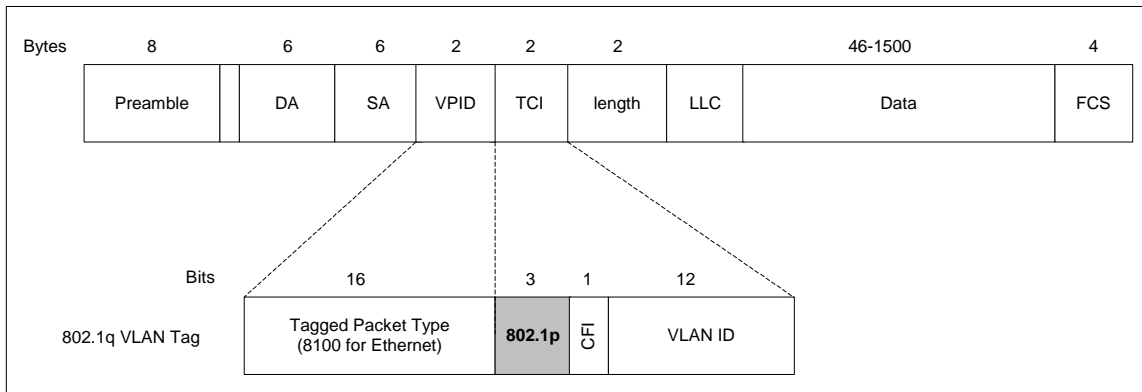 Bytes 8 6 6 2 2 2 46-1500 4
Preamble DA SA VPID TCI length LLC Data FCS
Bits 16 3 1 12
802.1q VLAN Tag
Tagged Packet Type
(8100 for Ethernet)
802.1p
CFI
VLAN ID